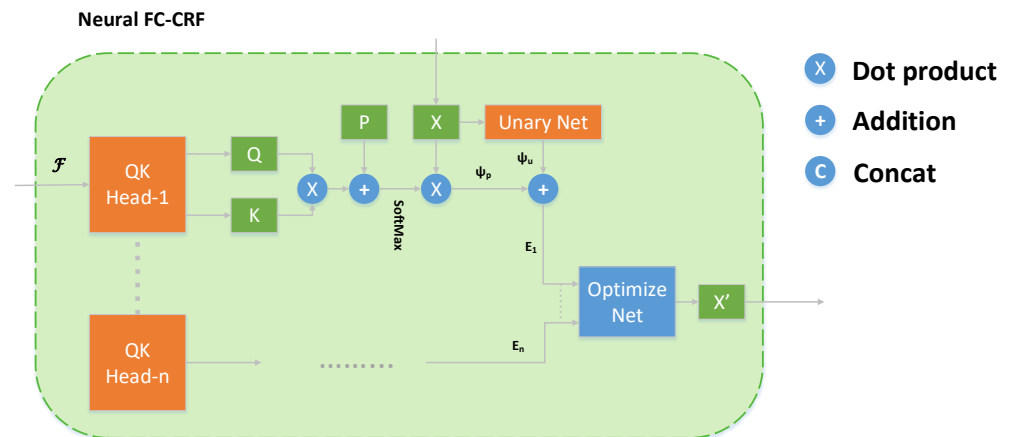 Neural FC-CRF
X Dot product
+ Addition
C Concat
P
X
Unary Net
ℱ
QK
Head-1
Q
K
X
+
SoftMax
X
ψp
ψu
+
E1
Optimize
Net
X’
QK
Head-n
.........
En